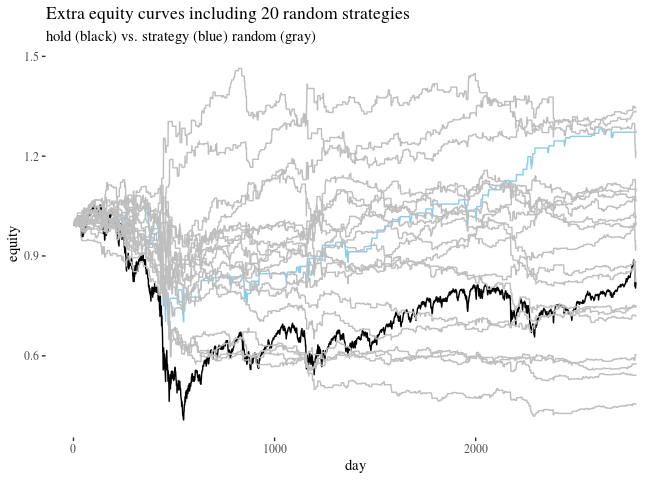 Extra equity curves including 20 random strategies
hold (black) vs. strategy (blue) random (gray)
1.5
1.2
0.9
0.6
equity
0
1000
2000
day